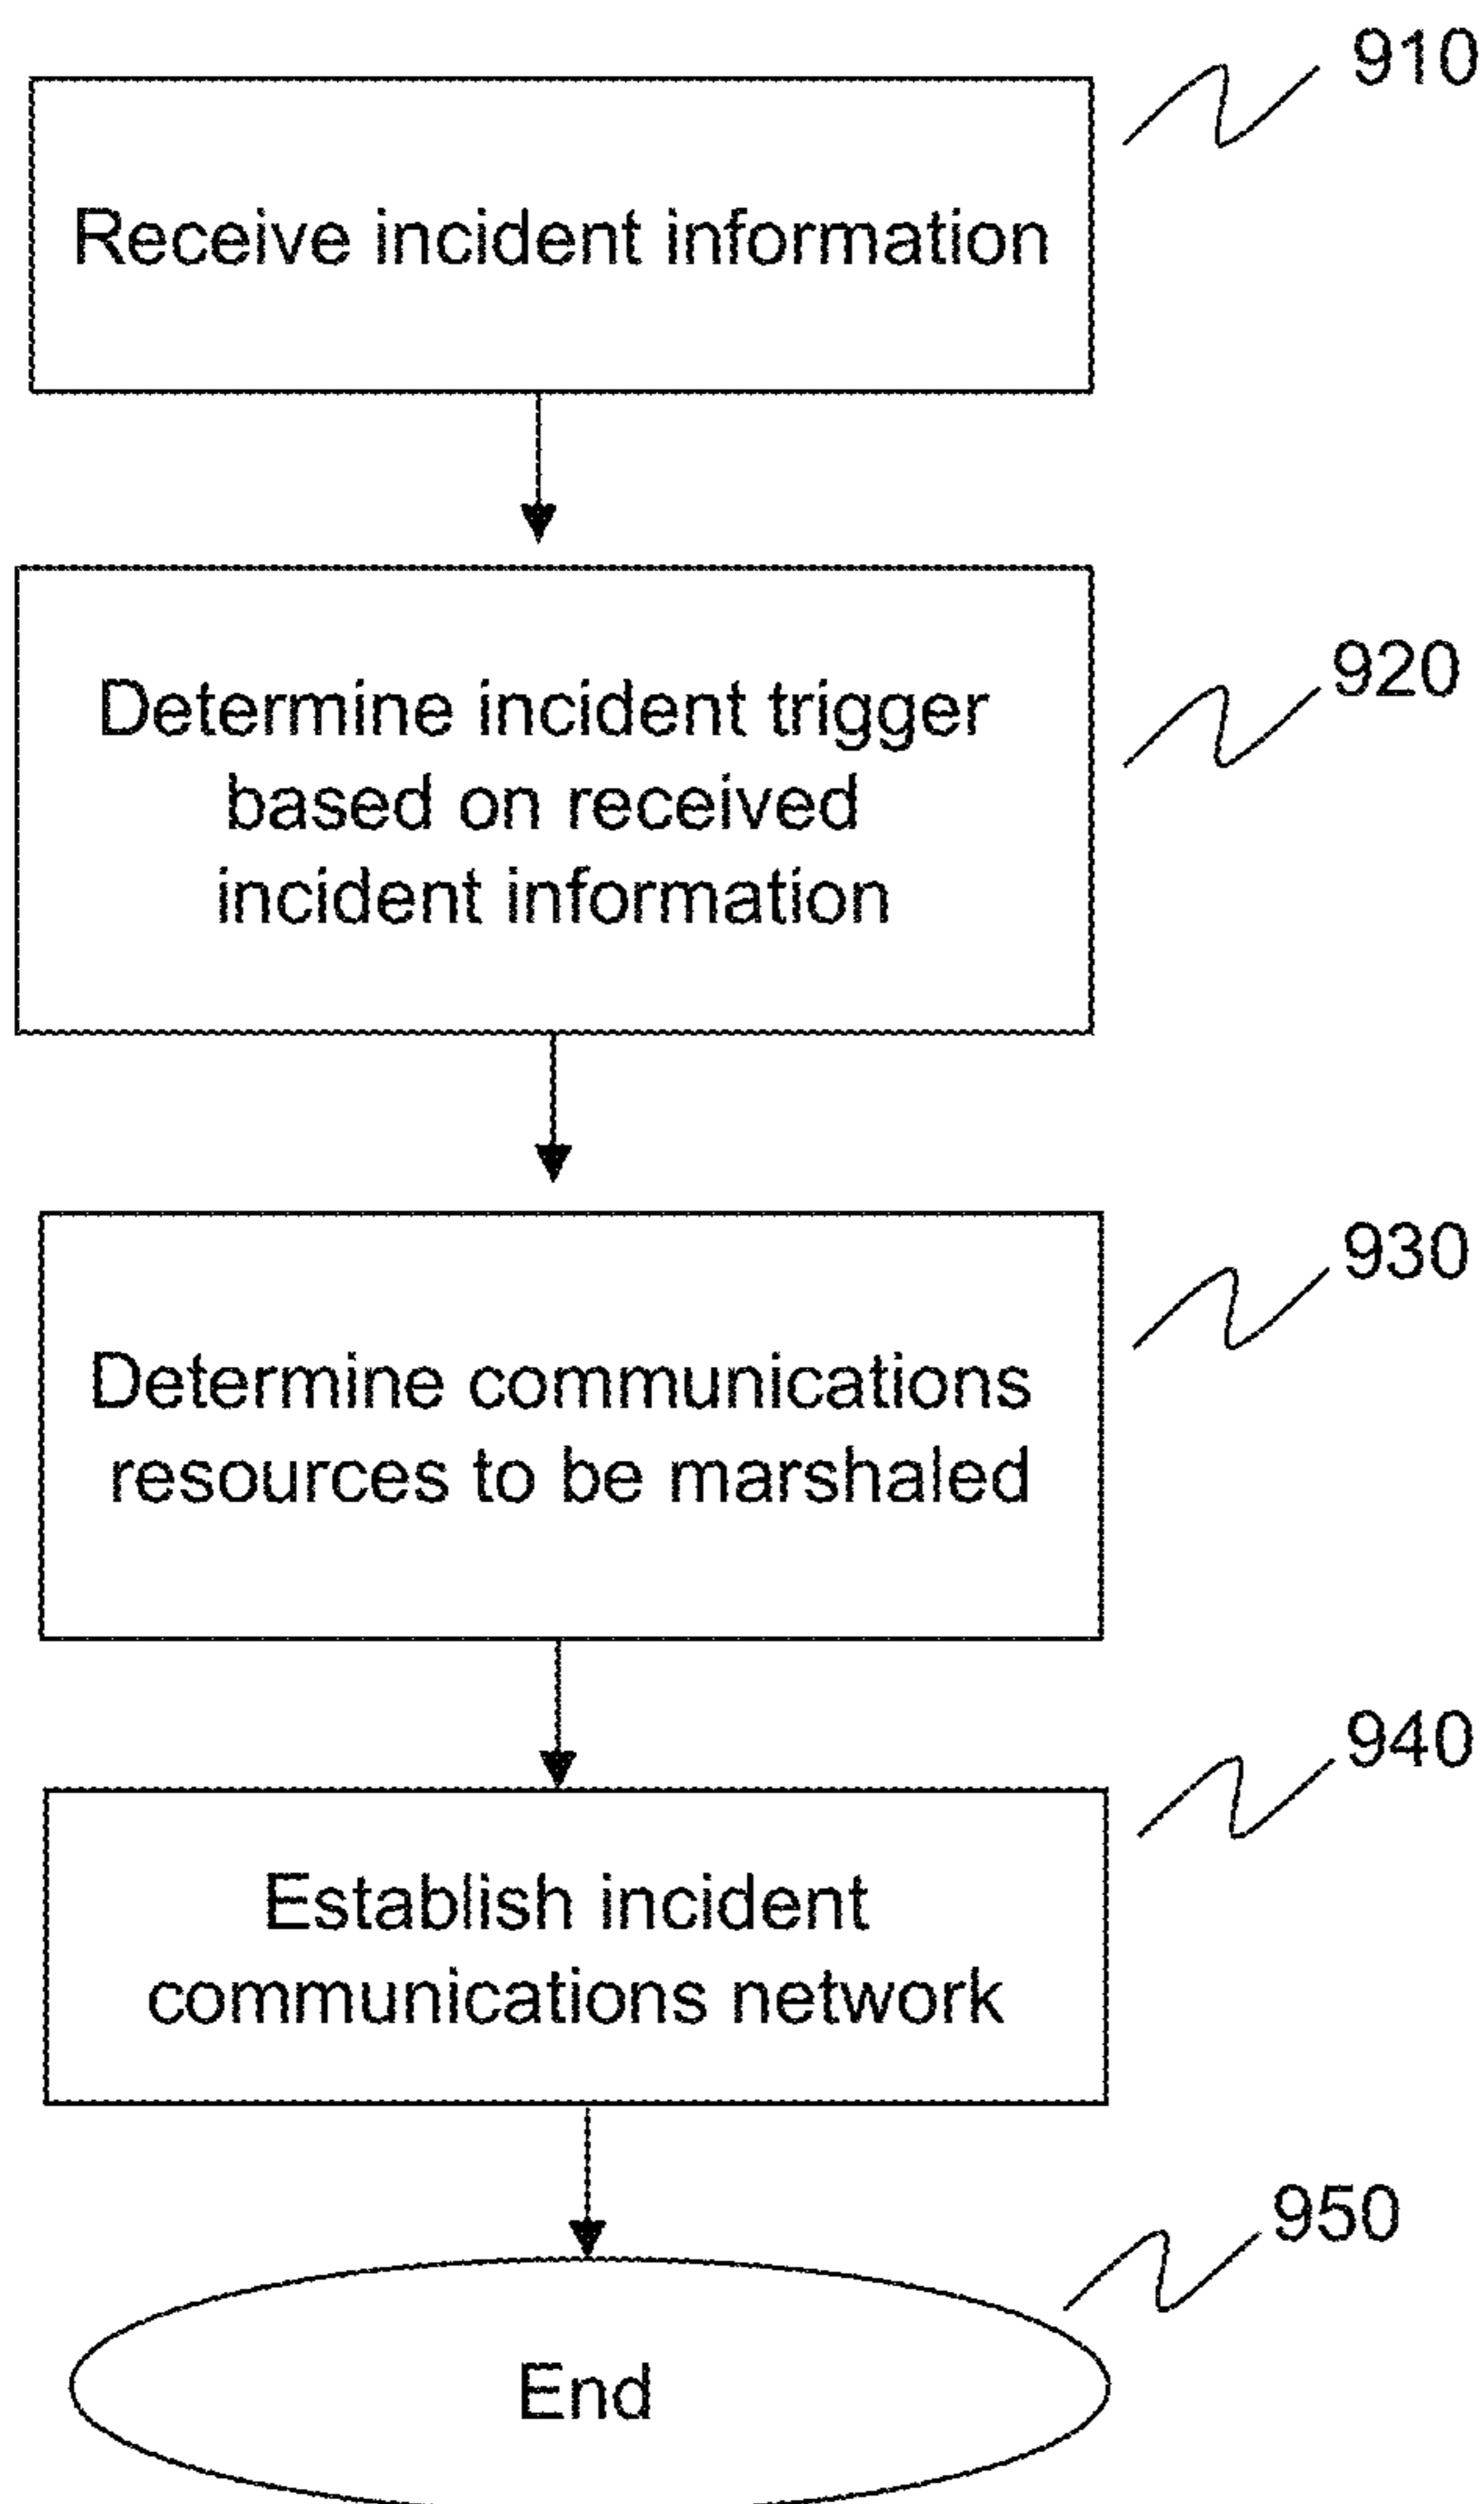 910
Receive incident information
920
Determine incident trigger
based on received
incident information
930
Determine communications
resources to be marshaled
940
Establish incident
communications network
950
End